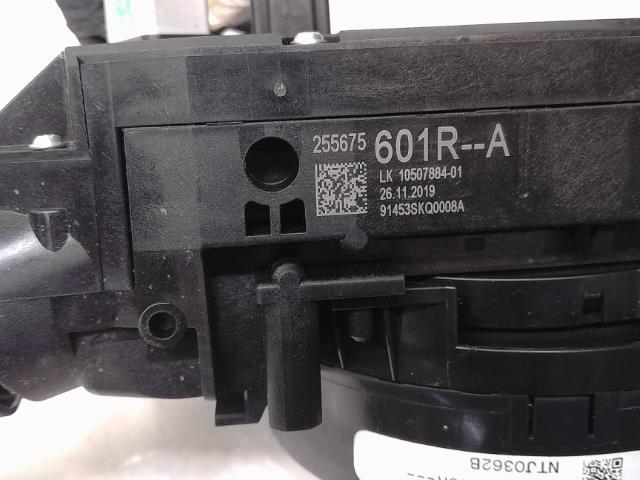 255675 601R--A
LK 10507884-01
26.11.2019
91453SKQ0008A
NTJ0362B